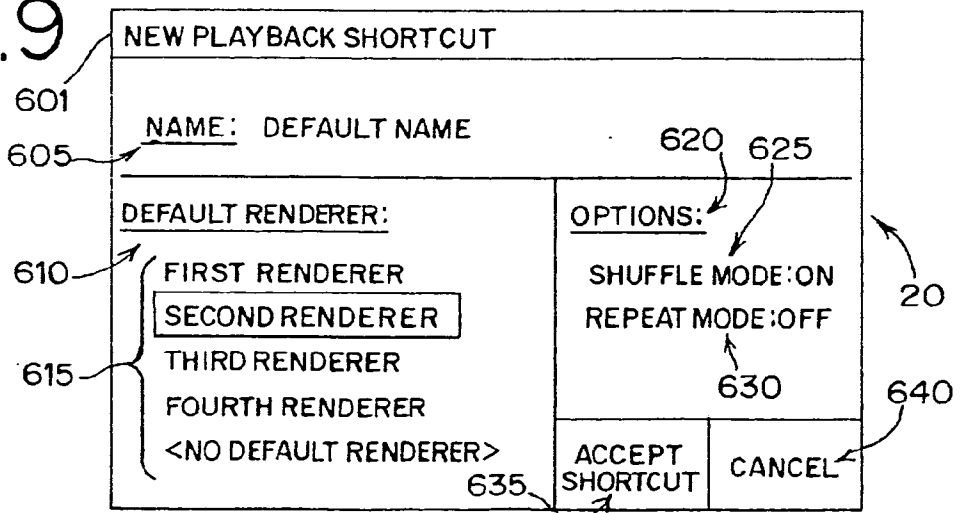 .9
601
NEW PLAYBACK SHORTCUT
605
NAME: DEFAULT NAME
620
625
DEFAULT RENDERER:
610
615
FIRST RENDERER
SECOND RENDERER
THIRD RENDERER
FOURTH RENDERER
<NO DEFAULT RENDERER>
OPTIONS:
SHUFFLE MODE:ON
REPEAT MODE:OFF
20
630
640
635
ACCEPT
SHORTCUT
CANCEL